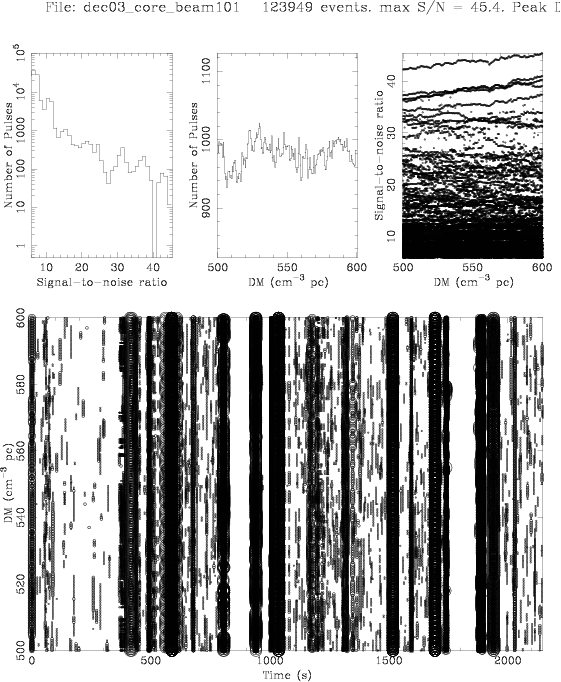 File: dec03_core_beam101 123949 events. max S/N = 45.4. Peak D
Number of Pulses
1 10 100 1000 10^4 10^5
10 20 30 40
Signal-to-noise ratio
Number of Pulses
900 1000 1100
500 550 600
DM (cm^-3 pc)
Signal-to-noise ratio
10 20 30 40
500 550 600
DM (cm^-3 pc)
DM (cm^-3 pc)
500 520 540 560 580 600
0 500 1000 1500 2000
Time (s)